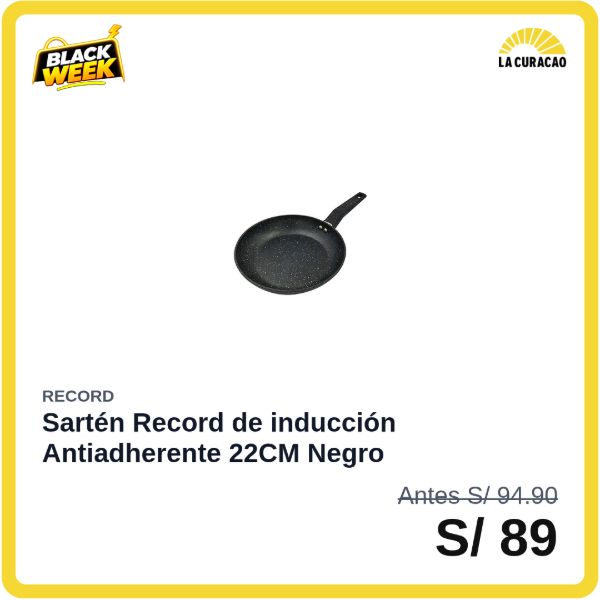 BLACK
WEEK
LA CURACAO
RECORD
Sartén Record de inducción
Antiadherente 22CM Negro
Antes S/ 94.90
S/ 89